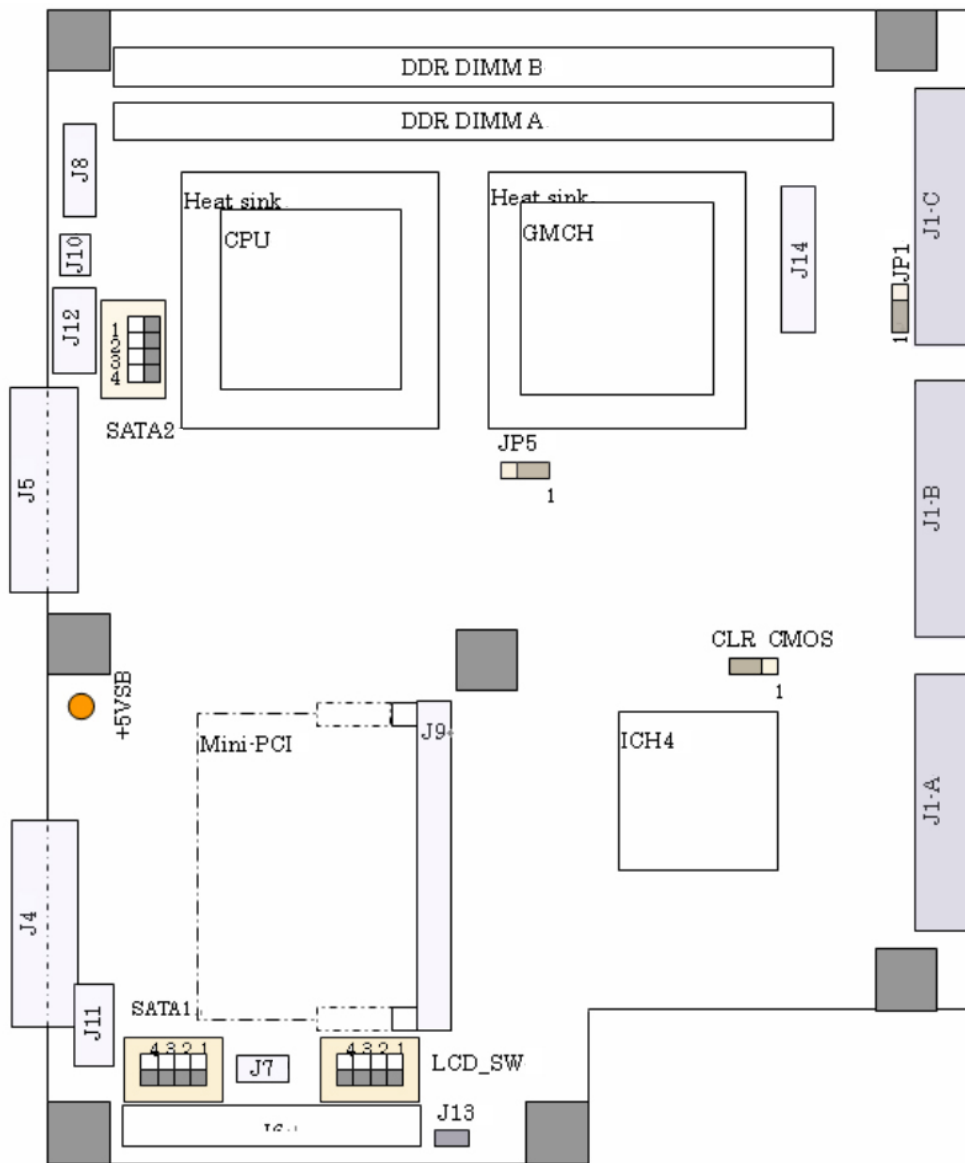 DDR DIMM B
DDR DIMM A
J8
Heat sink
CPU
Heat sink
GMCH
J14
J1-C
JP1
1
J10
J12
1
2
3
4
SATA2
J5
JP5
1
J1-B
CLR CMOS
1
+5VSB
Mini-PCI
J9
ICH4
J1-A
J4
J11
SATA1
4 3 2 1
J7
4 3 2 1
LCD_SW
J13